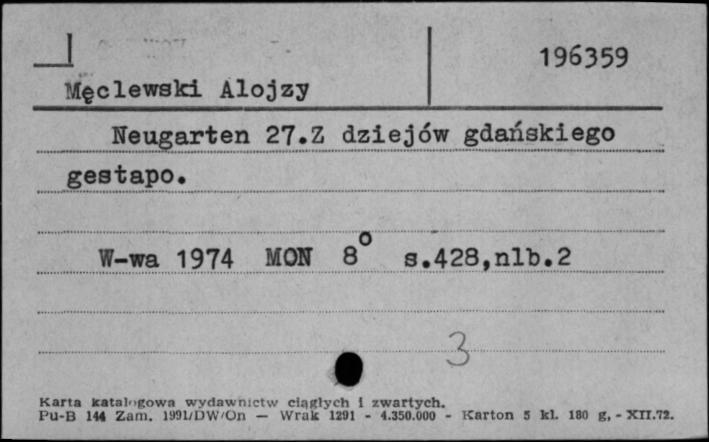 196359
Męclewski Alojzy
Neugarten 27.Z dziejów gdańskiego
gestapo.
W-wa 1974 MON 8° s.428,nlb.2
3
Karta katalogowa wydawnictw ciągłych i zwartych.
Pu-B 144 Zam. 1991/DW/On — Wrak 1291 - 4.350.000 - Karton 5 kl. 180 g, - XII.72.